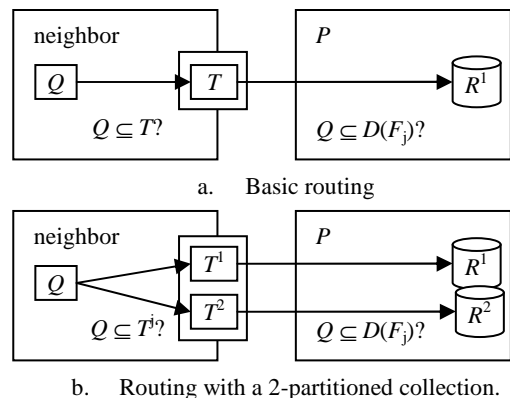 neighbor
P
Q
T
R¹
Q ⊆ T?
Q ⊆ D(Fⱼ)?
a. Basic routing
neighbor
P
T¹
R¹
Q
T²
R²
Q ⊆ Tʲ?
Q ⊆ D(Fⱼ)?
b. Routing with a 2-partitioned collection.